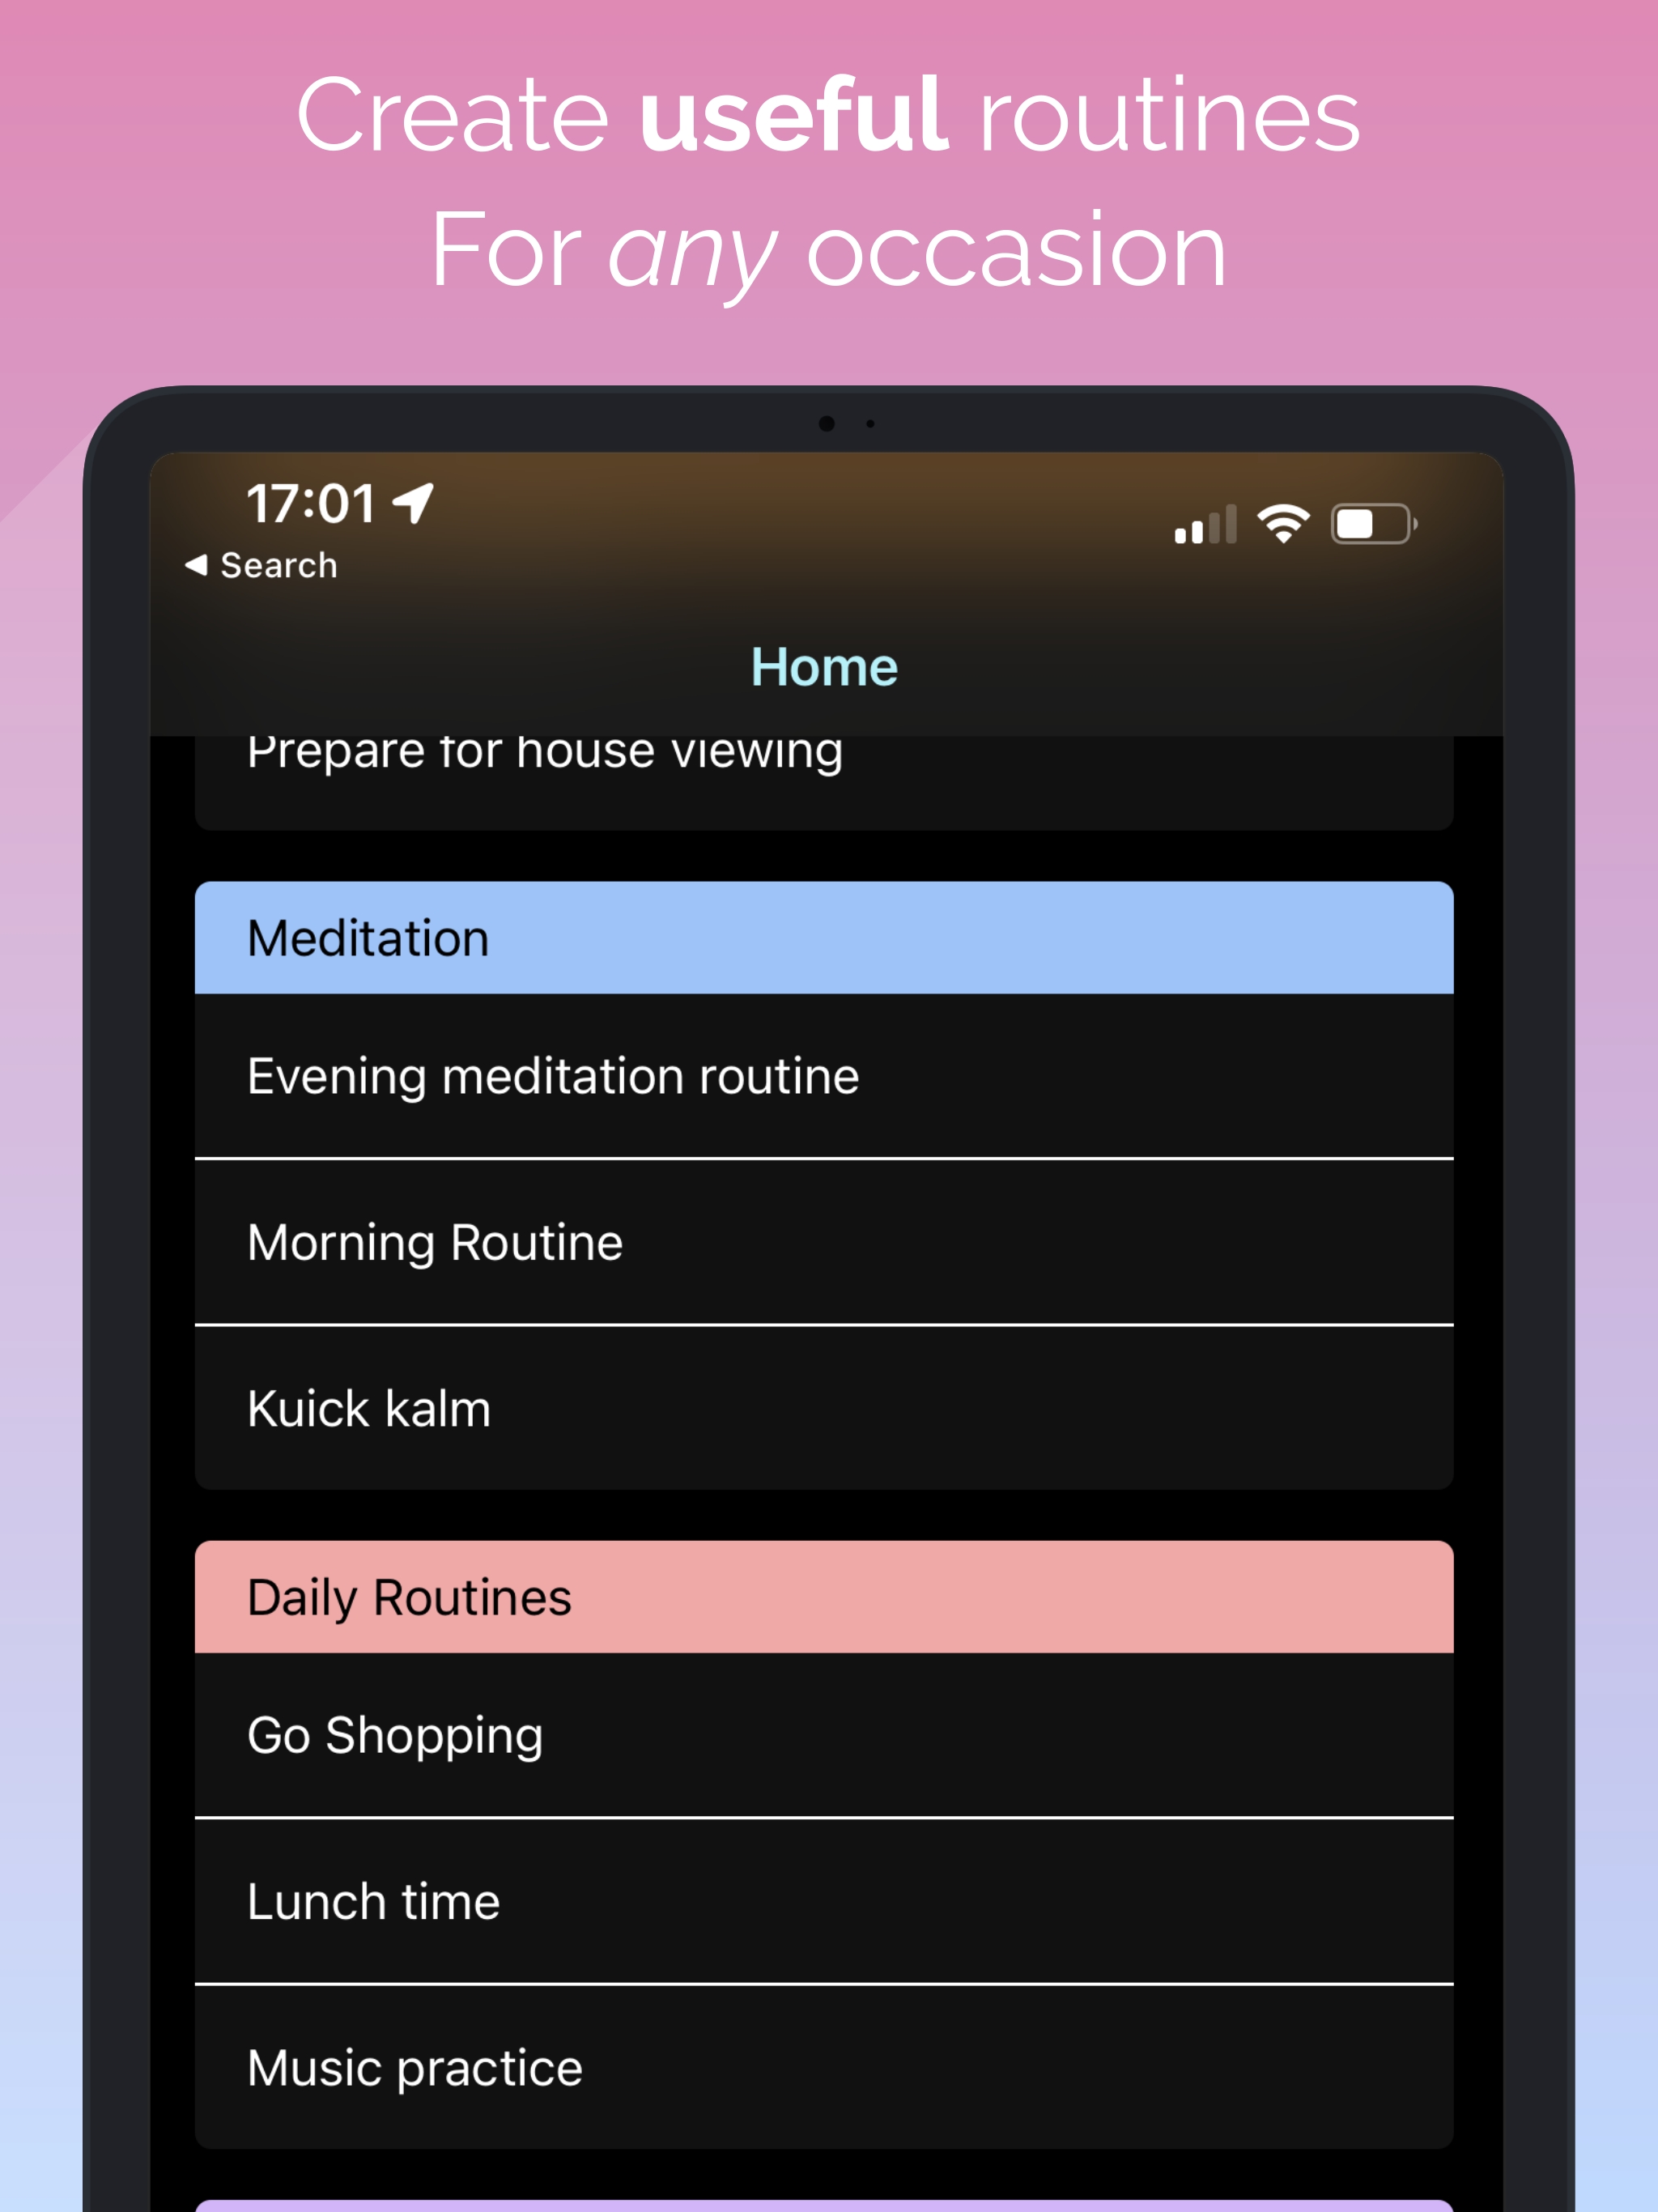 Create useful routines
For any occasion
17:01
Search
Home
Prepare for house viewing
Meditation
Evening meditation routine
Morning Routine
Kuick kalm
Daily Routines
Go Shopping
Lunch time
Music practice